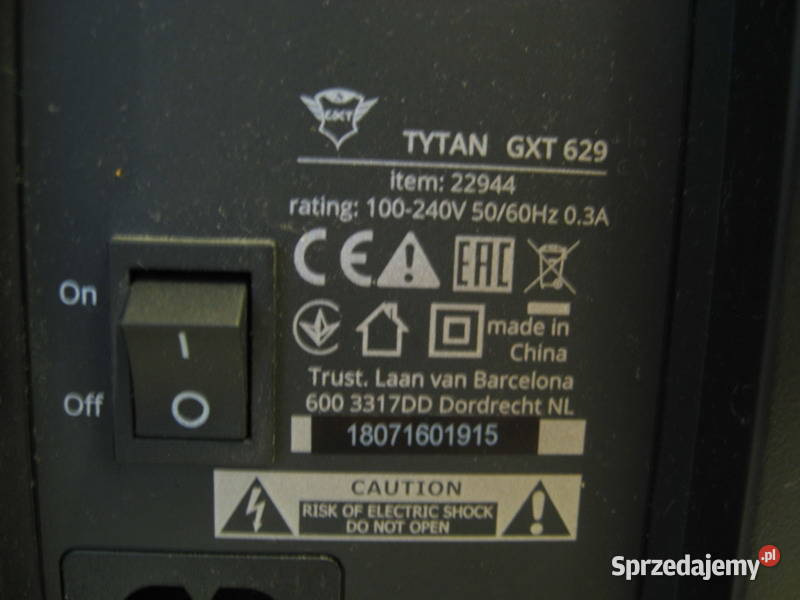 GXT
TYTAN GXT 629
item: 22944
rating: 100-240V 50/60Hz 0.3A
CE EAC
On
I
O
Off
made in
China
Trust. Laan van Barcelona
600 3317DD Dordrecht NL
18071601915
CAUTION
RISK OF ELECTRIC SHOCK
DO NOT OPEN
Sprzedajemy.pl